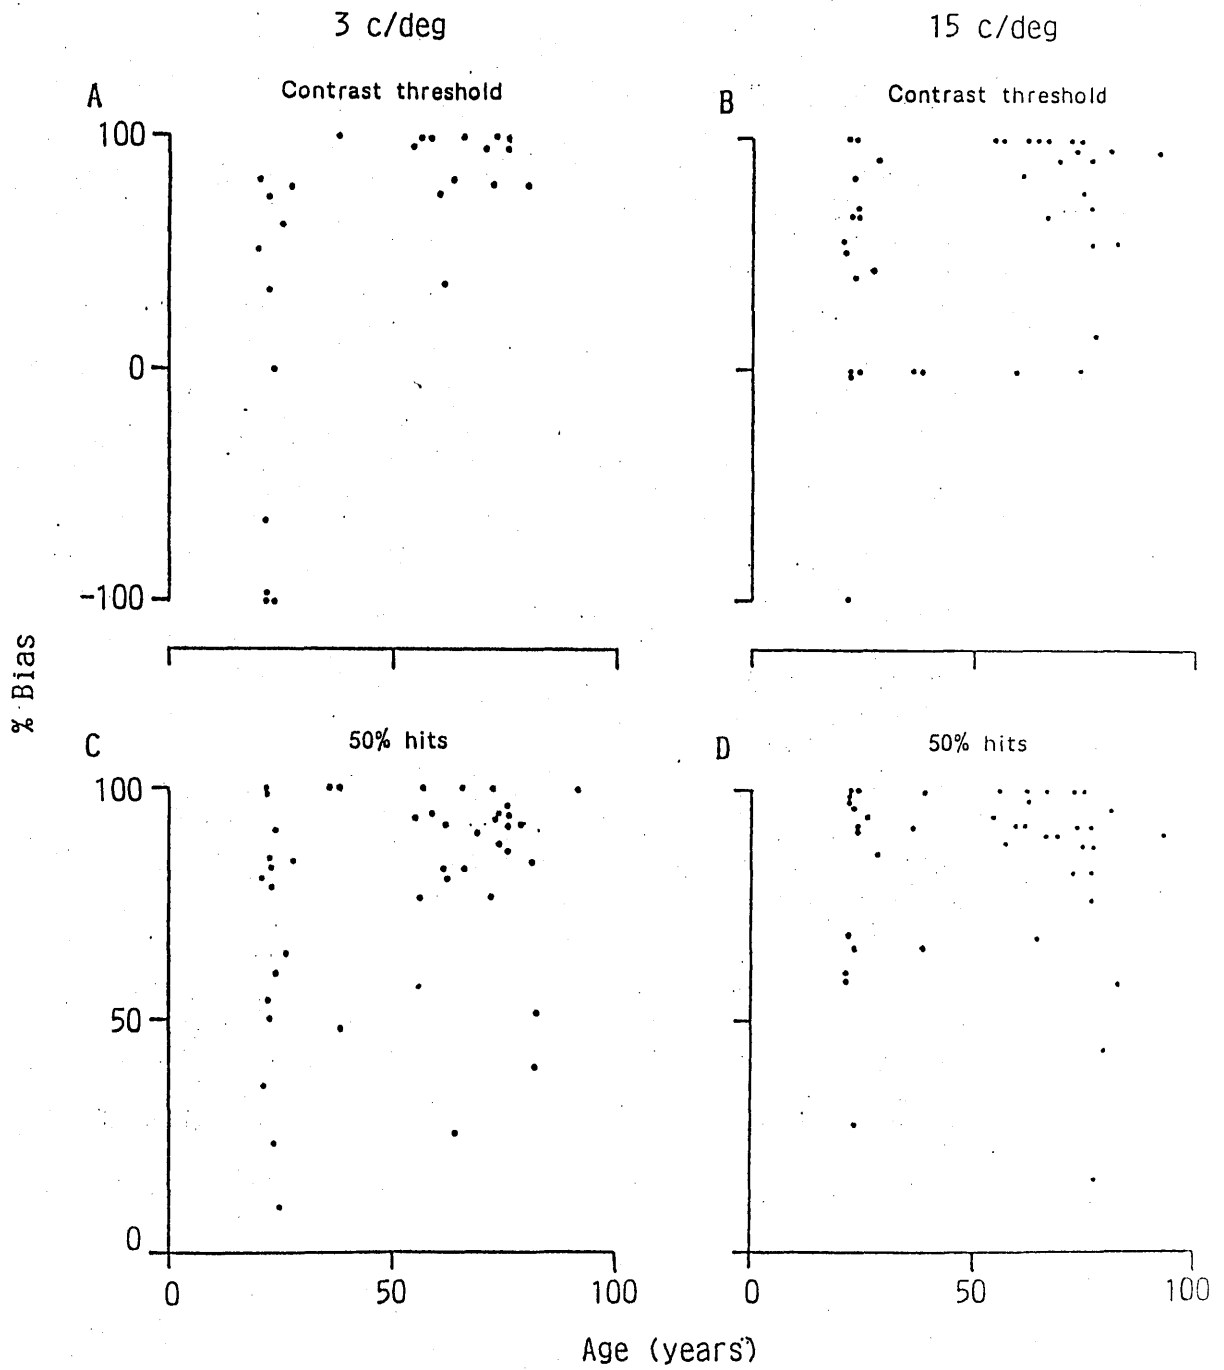 3 c/deg
15 c/deg
A
Contrast threshold
B
Contrast threshold
100
0
-100
% Bias
C
50% hits
D
50% hits
100
50
0
0
50
100
0
50
100
Age (years)